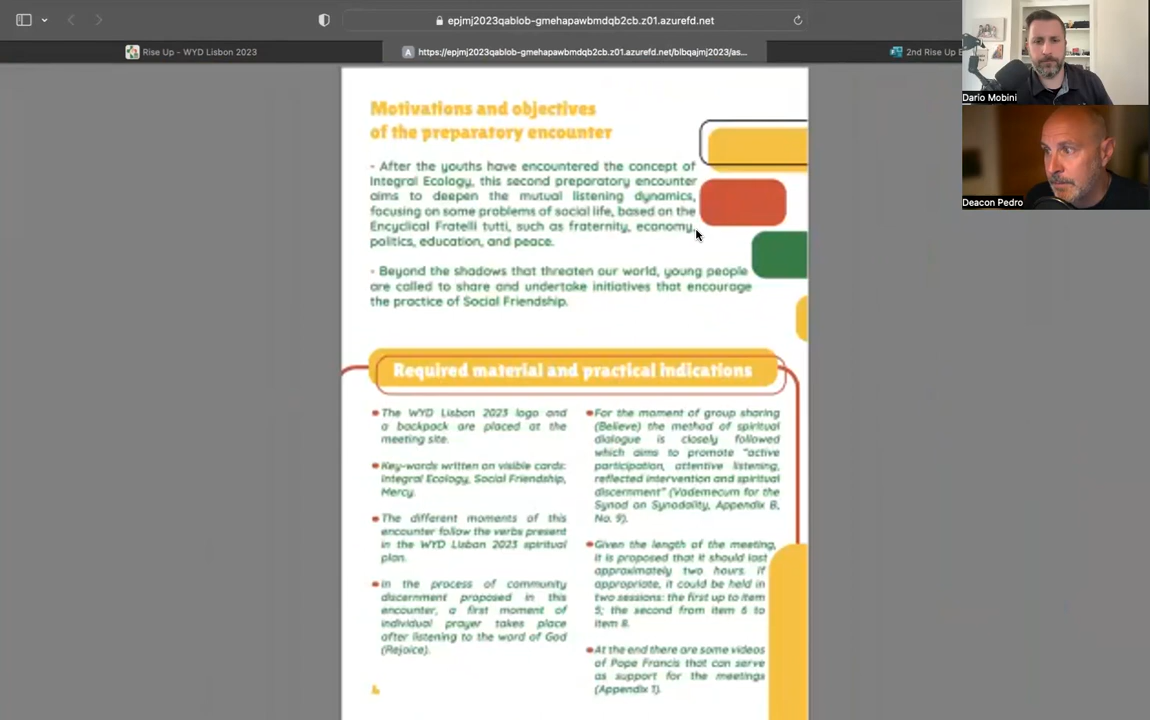 epjmj2023qablob-gmehapawbmdqb2cb.z01.azurefd.net
Rise Up - WYD Lisbon 2023
https://epjmj2023qablob-gmehapawbmdqb2cb.z01.azurefd.net/blbqajmj2023/as...
2nd Rise Up E
Dario Mobini
Deacon Pedro
Motivations and objectives
of the preparatory encounter
- After the youths have encountered the concept of
Integral Ecology, this second preparatory encounter
aims to deepen the mutual listening dynamics,
focusing on some problems of social life, based on the
Encyclical Fratelli tutti, such as fraternity, economy,
politics, education, and peace.
- Beyond the shadows that threaten our world, young people
are called to share and undertake initiatives that encourage
the practice of Social Friendship.
Required material and practical indications
The WYD Lisbon 2023 logo and
a backpack are placed at the
meeting site.
Key-words written on visible cards:
Integral Ecology, Social Friendship,
Mercy.
The different moments of this
encounter follow the verbs present
in the WYD Lisbon 2023 spiritual
plan.
In the process of community
discernment proposed in this
encounter, a first moment of
individual prayer takes place
after listening to the word of God
(Rejoice).
For the moment of group sharing
(Believe) the method of spiritual
dialogue is closely followed
which aims to promote "active
participation, attentive listening,
reflected intervention and spiritual
discernment" (Vademecum for the
Synod on Synodality, Appendix B,
No. 9).
Given the length of the meeting,
it is proposed that it should last
approximately two hours. If
appropriate, it could be held in
two sessions: the first up to item
5; the second from item 6 to
item 8.
At the end there are some videos
of Pope Francis that can serve
as support for the meetings
(Appendix 1).